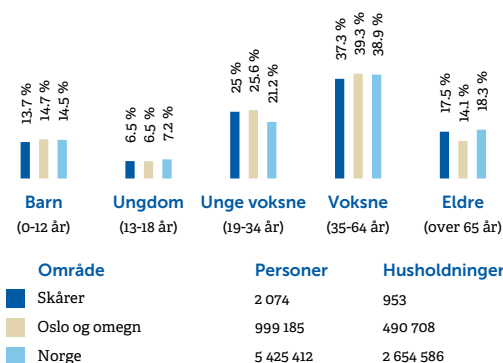 13.7 % 14.7 % 14.5 %
6.5 % 6.5 % 7.2 %
25 % 25.6 % 21.2 %
37.3 % 39.3 % 38.9 %
17.5 % 14.1 % 18.3 %
Barn Ungdom Unge voksne Voksne Eldre
(0-12 år) (13-18 år) (19-34 år) (35-64 år) (over 65 år)
Område Personer Husholdninger
Skårer 2 074 953
Oslo og omegn 999 185 490 708
Norge 5 425 412 2 654 586